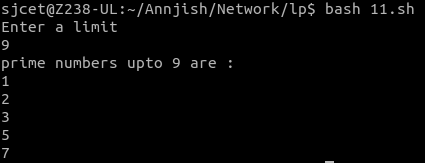 sjcet@Z238-UL:~/Annjish/Network/lp$ bash 11.sh
Enter a limit
9
prime numbers upto 9 are :
1
2
3
5
7